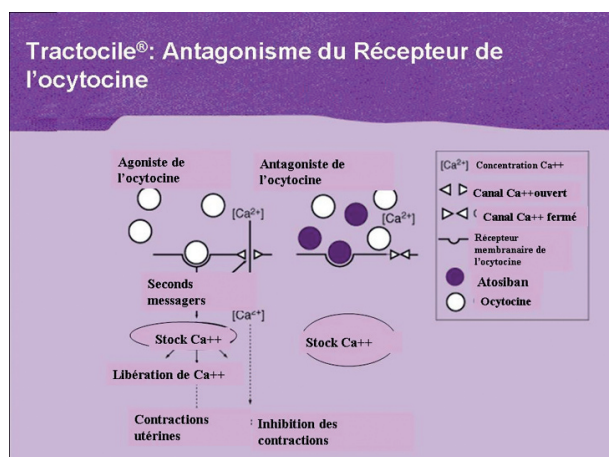 Tractocile®: Antagonisme du Récepteur de
l'ocytocine
Agoniste de
l'ocytocine
Antagoniste de
l'ocytocine
[Ca²⁺]
[Ca²⁺]
Seconds
messagers
[Ca²⁺]
Stock Ca++
Stock Ca++
Libération de Ca++
Contractions
utérines
Inhibition des
contractions
[Ca²⁺] Concentration Ca++
Canal Ca++ouvert
Canal Ca++ fermé
Récepteur
membranaire de
l'ocytocine
Atosiban
Ocytocine